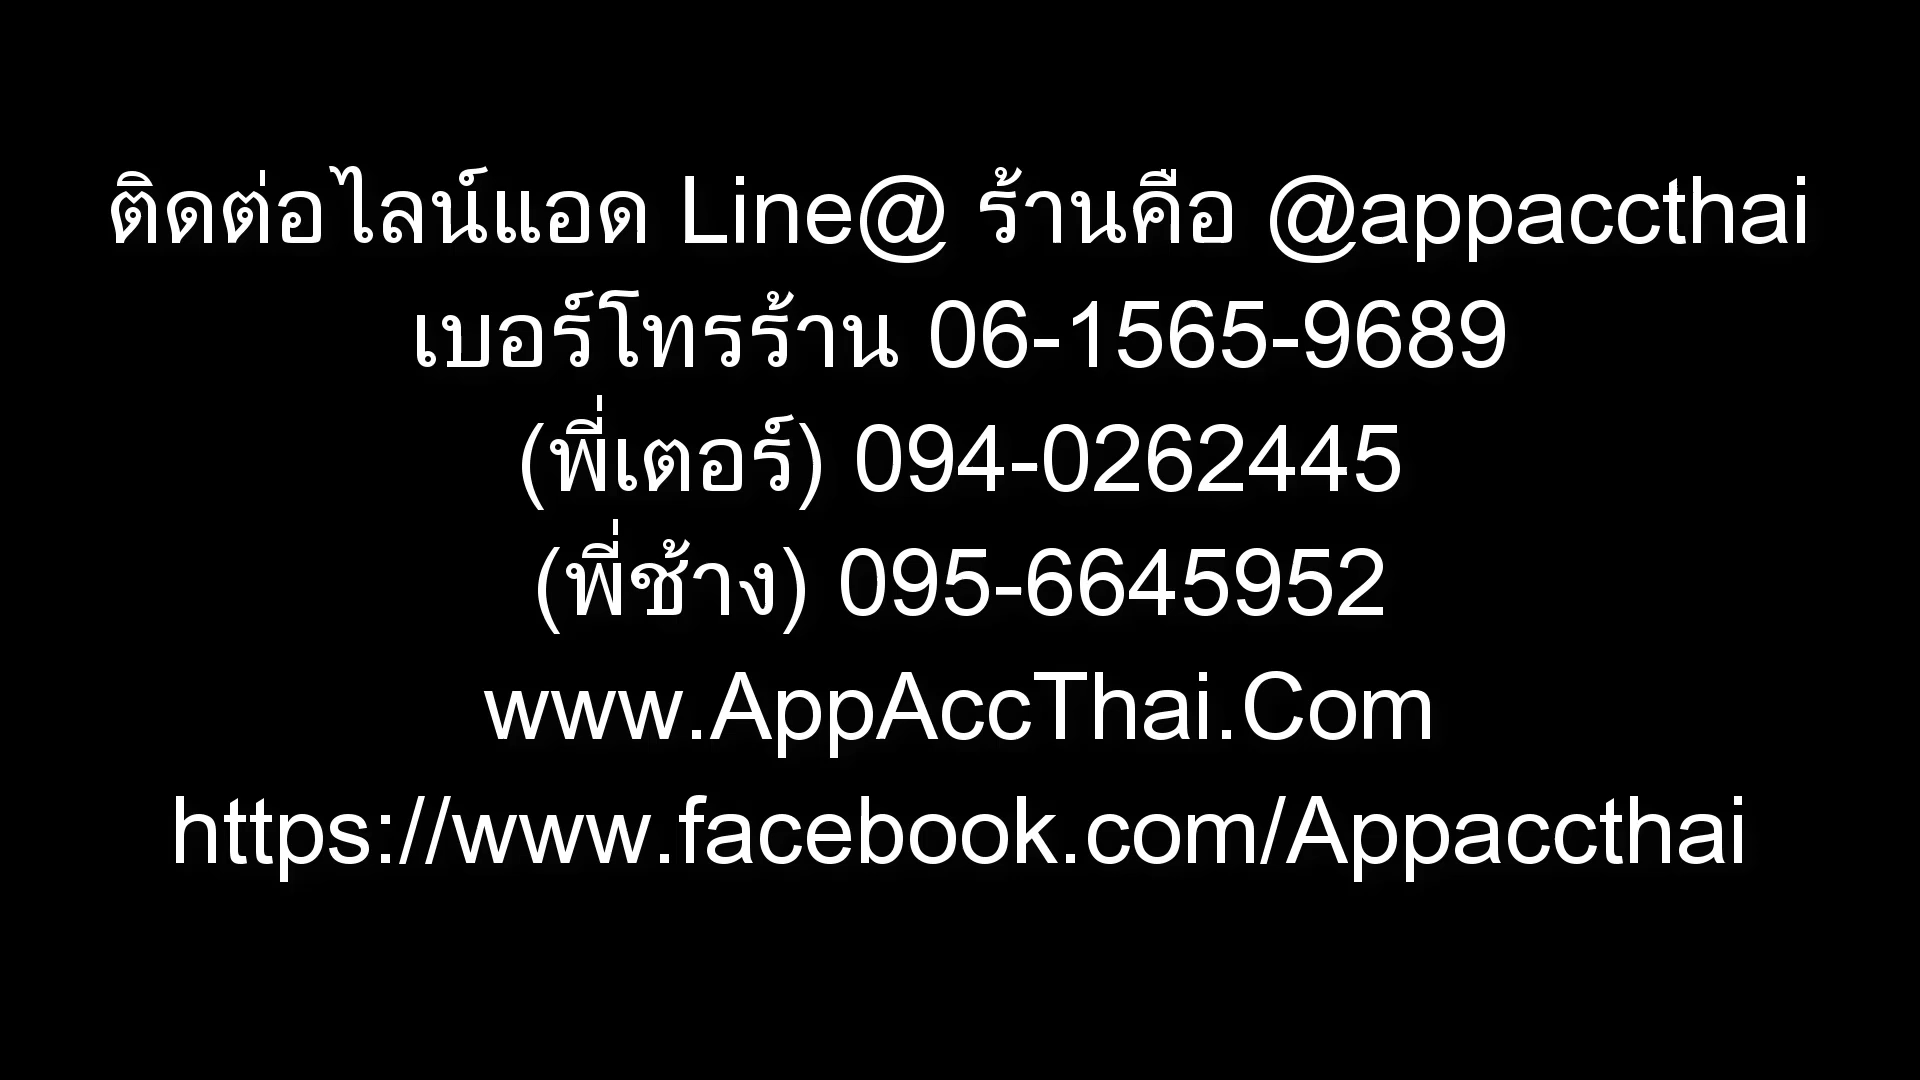 ติดต่อไลน์แอด Line@ ร้านคือ @appaccthai
เบอร์โทรร้าน 06-1565-9689
(พี่เตอร์) 094-0262445
(พี่ช้าง) 095-6645952
www.AppAccThai.Com
https://www.facebook.com/Appaccthai